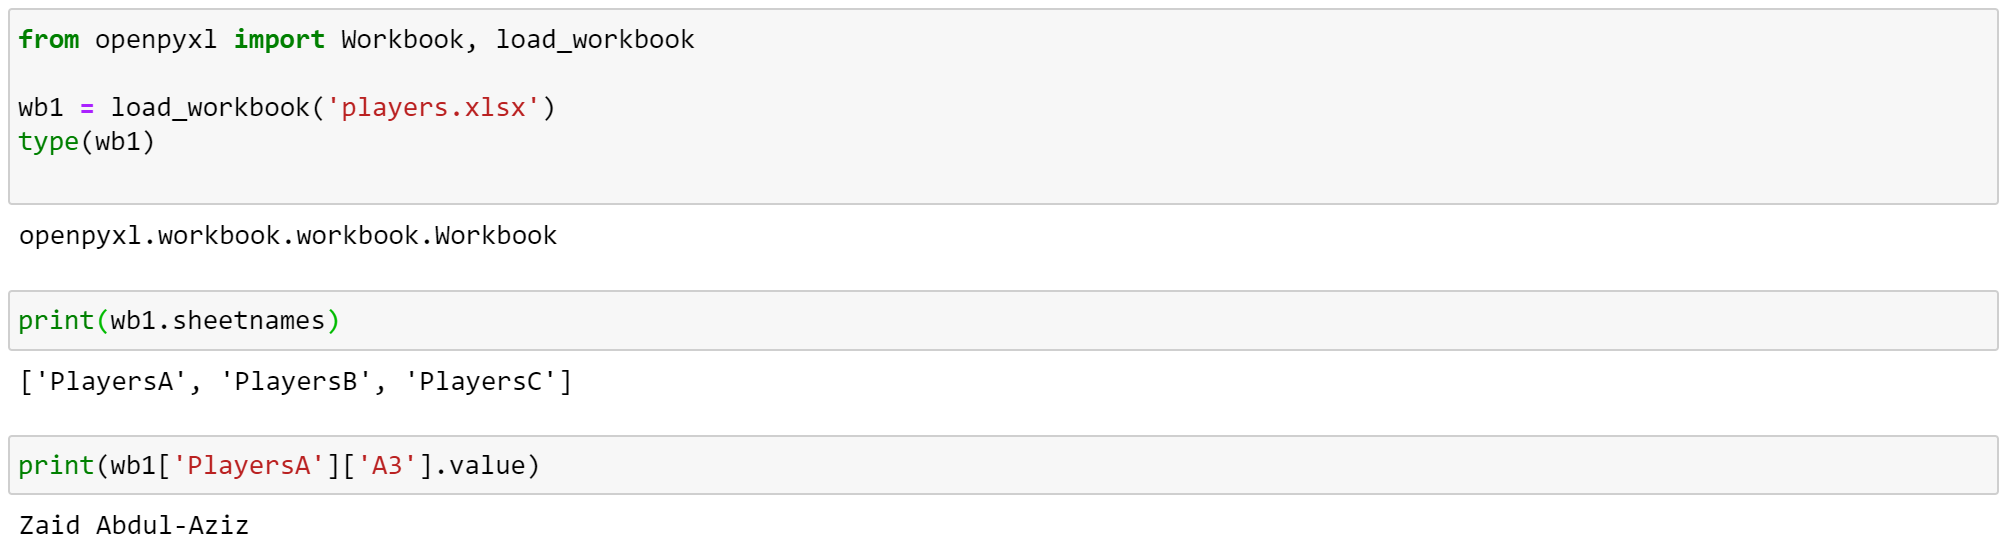 from openpyxl import Workbook, load_workbook
wb1 = load_workbook('players.xlsx')
type(wb1)
openpyxl.workbook.workbook.Workbook
print(wb1.sheetnames)
['PlayersA', 'PlayersB', 'PlayersC']
print(wb1['PlayersA']['A3'].value)
Zaid Abdul-Aziz